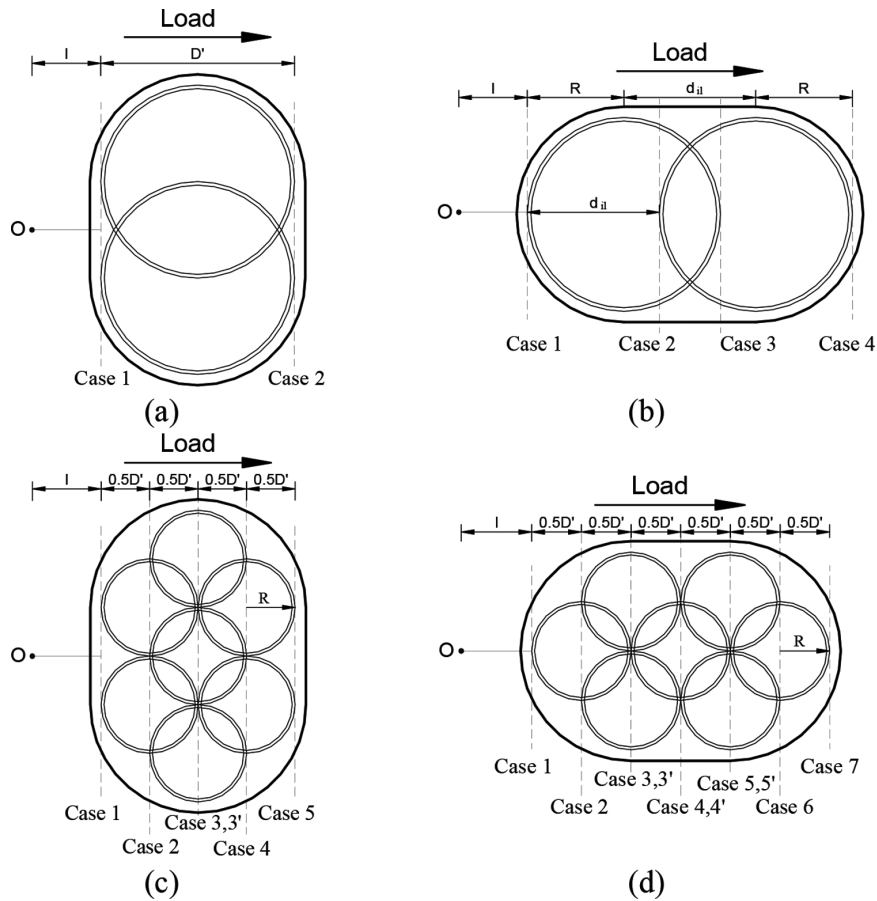 Load
I D'
O
Case 1 Case 2
(a)
Load
I R d il R
d il
O
Case 1 Case 2 Case 3 Case 4
(b)
Load
I 0.5D' 0.5D' 0.5D' 0.5D'
R
O
Case 1 Case 3,3' Case 5
Case 2 Case 4
(c)
Load
I 0.5D' 0.5D' 0.5D' 0.5D' 0.5D' 0.5D'
O R
Case 1 Case 3,3' Case 5,5' Case 7
Case 2 Case 4,4' Case 6
(d)